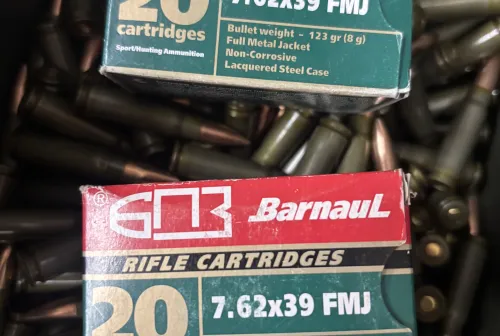 20
cartridges
Sport/Hunting Ammunition
7.62x39 FMJ
Bullet weight – 123 gr (8 g)
Full Metal Jacket
Non-Corrosive
Lacquered Steel Case
®
БПЗ BarnauL
RIFLE CARTRIDGES
20
7.62x39 FMJ